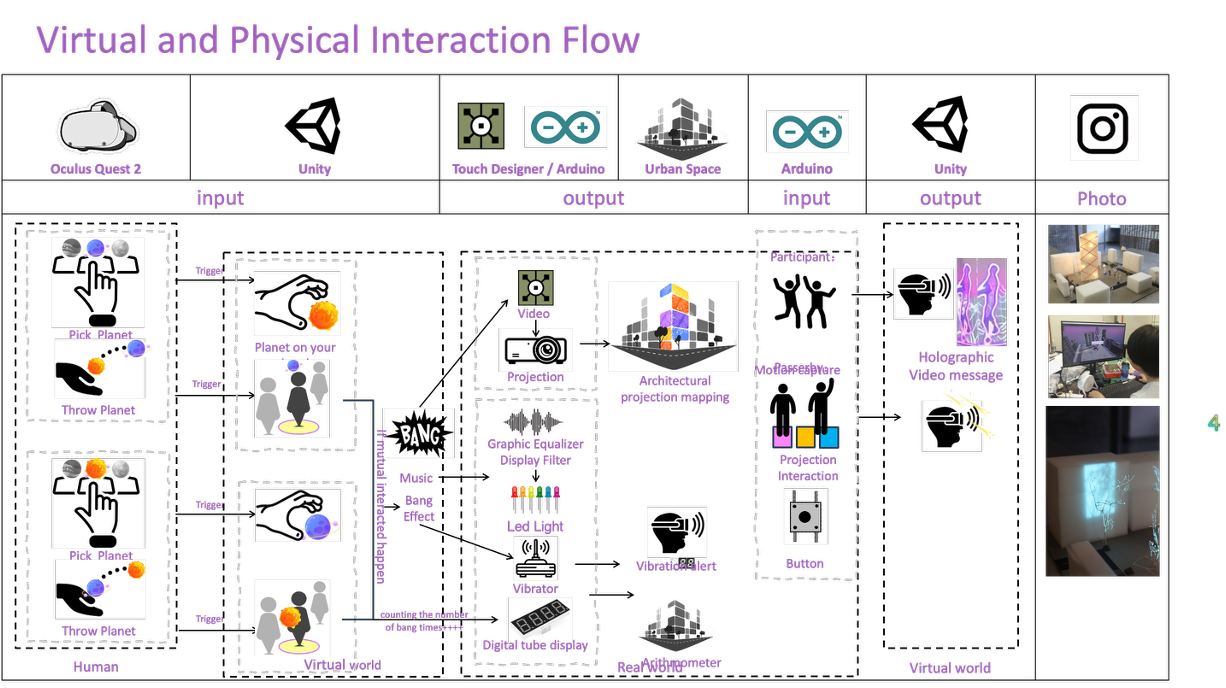 Virtual and Physical Interaction Flow
Oculus Quest 2
Unity
Touch Designer / Arduino
Urban Space
Arduino
Unity
input
output
input
output
Photo
Pick Planet
Throw Planet
Pick Planet
Throw Planet
Human
Trigger
Trigger
Trigger
Trigger
Planet on your
if mutual interacted happen
Virtual world
BANG
Music
Bang
Effect
counting the number
of bang times++++
Video
Projection
Graphic Equalizer
Display Filter
Led Light
Vibrator
Digital tube display
Architectural
projection mapping
Vibration alert
Arithmometer
Real world
Participant:
Motion capture
Passerby:
Projection
Interaction
Button
Holographic
Video message
Virtual world
4